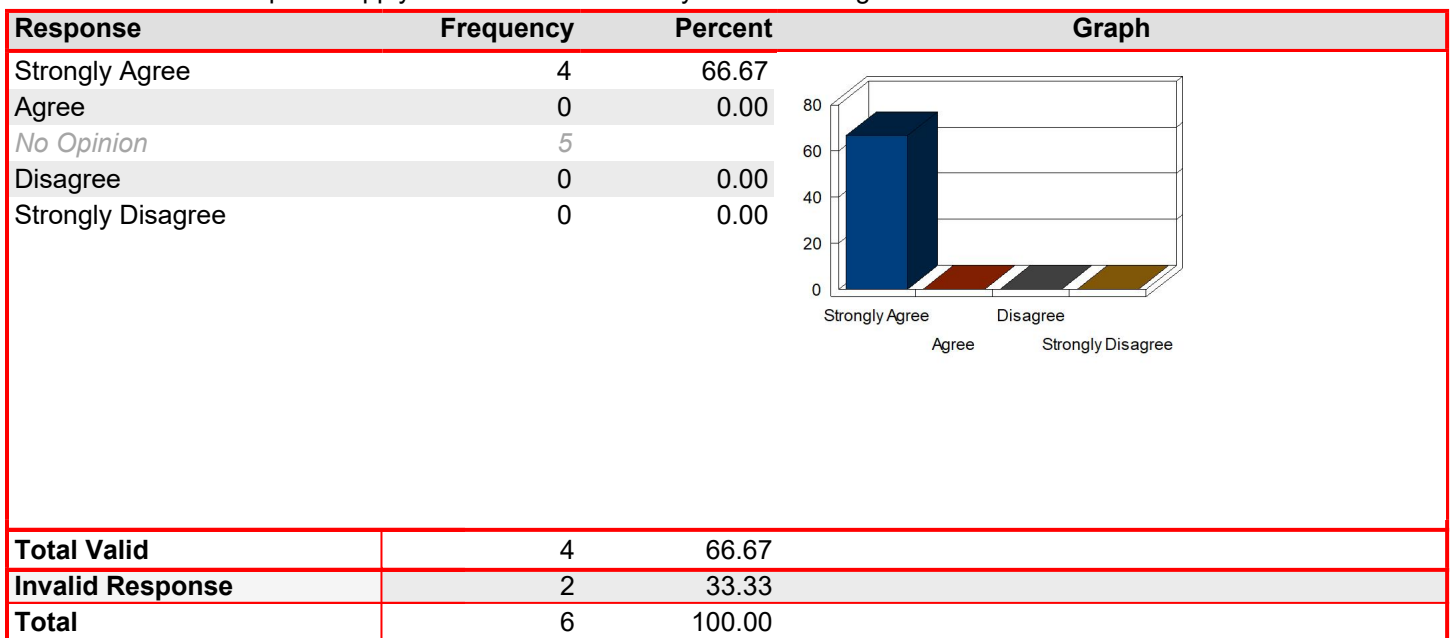 Response Frequency Percent Graph
Strongly Agree 4 66.67
Agree 0 0.00
No Opinion 5
Disagree 0 0.00
Strongly Disagree 0 0.00
80
60
40
20
0
Strongly Agree Disagree
Agree Strongly Disagree
Total Valid 4 66.67
Invalid Response 2 33.33
Total 6 100.00